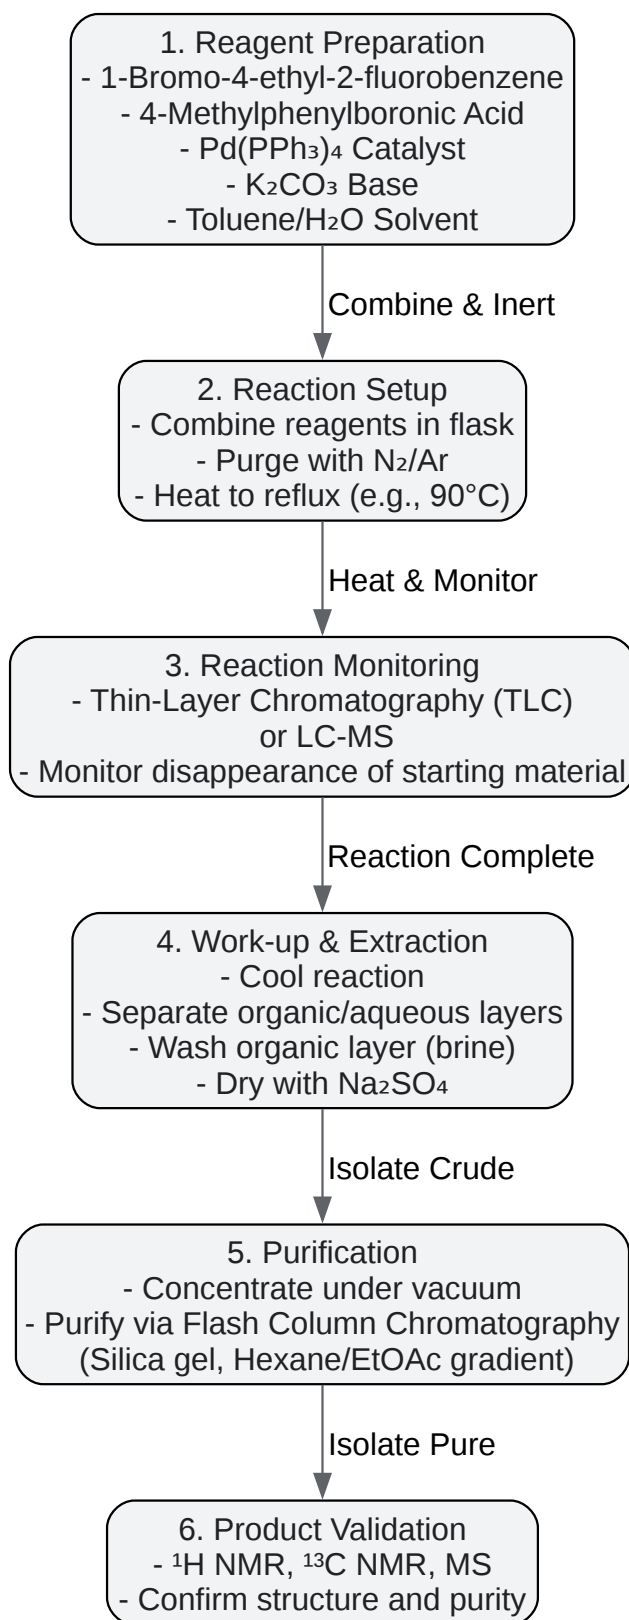 1. Reagent Preparation
- 1-Bromo-4-ethyl-2-fluorobenzene
- 4-Methylphenylboronic Acid
- Pd(PPh₃)₄ Catalyst
- K₂CO₃ Base
- Toluene/H₂O Solvent
Combine & Inert
2. Reaction Setup
- Combine reagents in flask
- Purge with N₂/Ar
- Heat to reflux (e.g., 90°C)
Heat & Monitor
3. Reaction Monitoring
- Thin-Layer Chromatography (TLC)
or LC-MS
- Monitor disappearance of starting material
Reaction Complete
4. Work-up & Extraction
- Cool reaction
- Separate organic/aqueous layers
- Wash organic layer (brine)
- Dry with Na₂SO₄
Isolate Crude
5. Purification
- Concentrate under vacuum
- Purify via Flash Column Chromatography
(Silica gel, Hexane/EtOAc gradient)
Isolate Pure
6. Product Validation
- ¹H NMR, ¹³C NMR, MS
- Confirm structure and purity